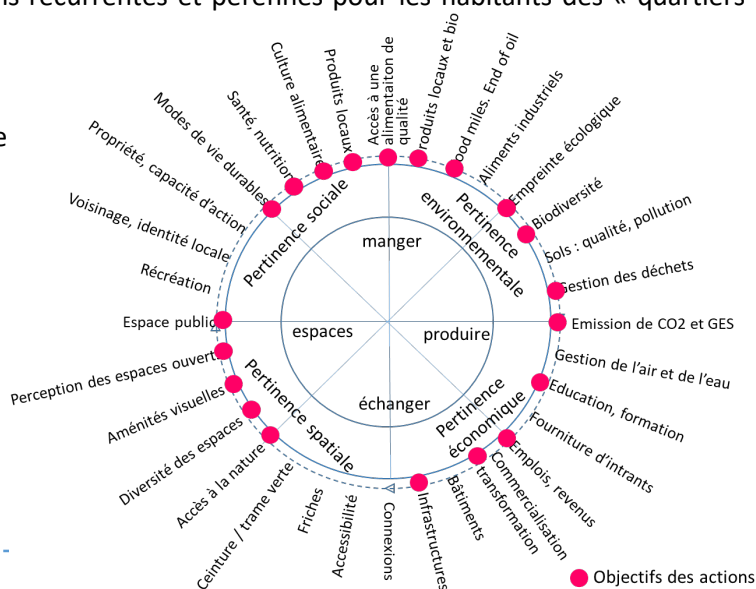 ns récurrentes et pérennes pour les habitants des « quartiers
e
Modes de vie durables
Santé, nutrition
Culture alimentaire
Produits locaux
Accès à une
alimentaiton de
qualité
roduits locaux et bio
ood miles. End of oil
Aliments industriels
Empreinte écologique
Biodiversité
Sols : qualité, pollution
Gestion des déchets
Emission de CO2 et GES
Gestion de l'air et de l'eau
Education, formation
Fourniture d'intrants
Emplois, revenus
Commercialisation
transformation
Bâtiments
Infrastructures
Connexions
Accessibilité
Friches
Ceinture / trame verte
Accès à la nature
Diversité des espaces
Aménités visuelles
Perception des espaces ouverts
Espace public
Récréation
Voisinage, identité locale
Propriété, capacité d'action
Pertinence sociale
Pertinence
environnementale
Pertinence
économique
Pertinence spatiale
manger
produire
échanger
espaces
Objectifs des actions